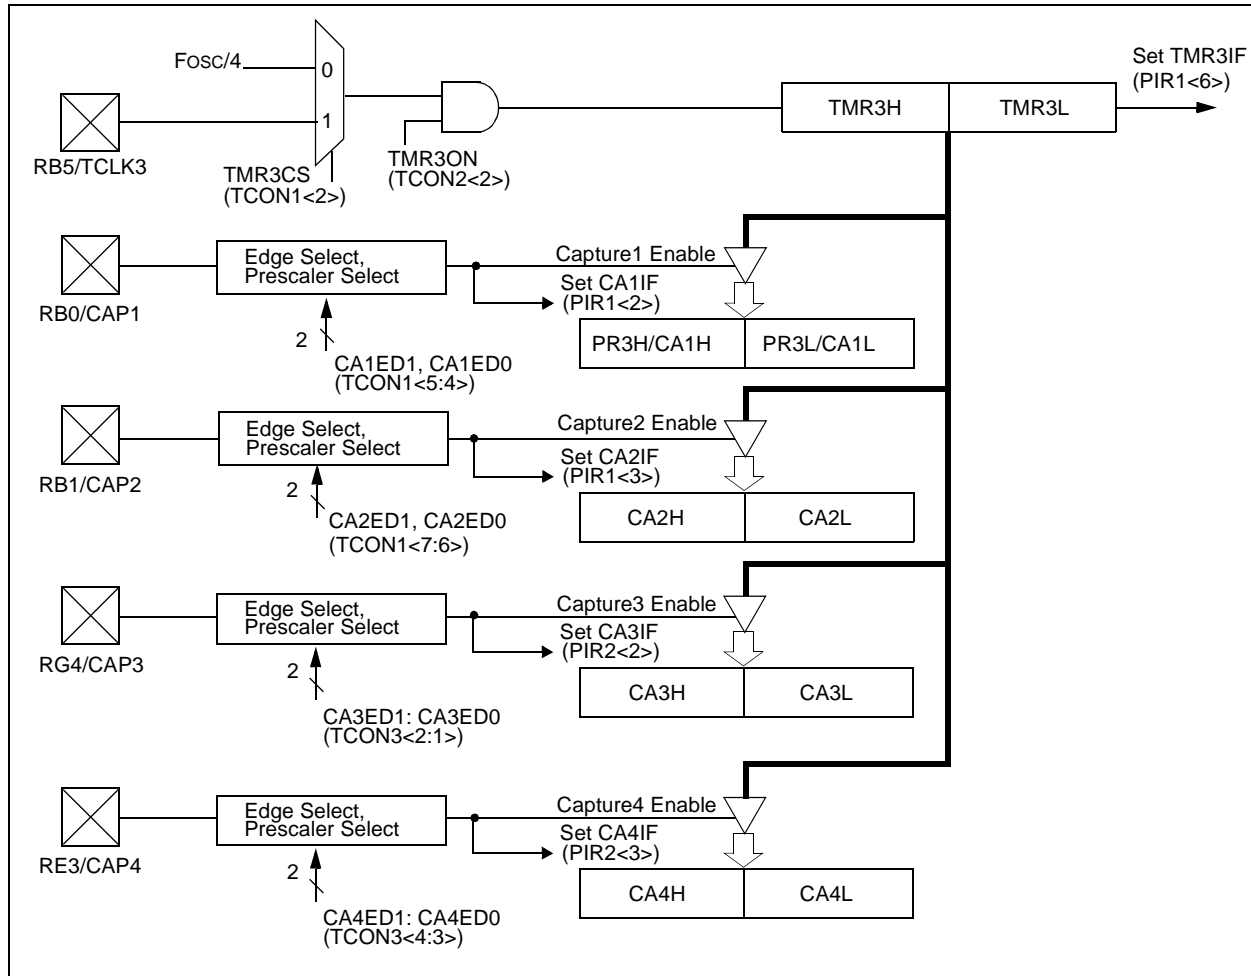 FOSC/4
0
1
RB5/TCLK3
TMR3CS
(TCON1<2>)
TMR3ON
(TCON2<2>)
TMR3H
TMR3L
Set TMR3IF
(PIR1<6>)
RB0/CAP1
Edge Select,
Prescaler Select
2
CA1ED1, CA1ED0
(TCON1<5:4>)
Capture1 Enable
Set CA1IF
(PIR1<2>)
PR3H/CA1H
PR3L/CA1L
RB1/CAP2
Edge Select,
Prescaler Select
2
CA2ED1, CA2ED0
(TCON1<7:6>)
Capture2 Enable
Set CA2IF
(PIR1<3>)
CA2H
CA2L
RG4/CAP3
Edge Select,
Prescaler Select
2
CA3ED1: CA3ED0
(TCON3<2:1>)
Capture3 Enable
Set CA3IF
(PIR2<2>)
CA3H
CA3L
RE3/CAP4
Edge Select,
Prescaler Select
2
CA4ED1: CA4ED0
(TCON3<4:3>)
Capture4 Enable
Set CA4IF
(PIR2<3>)
CA4H
CA4L